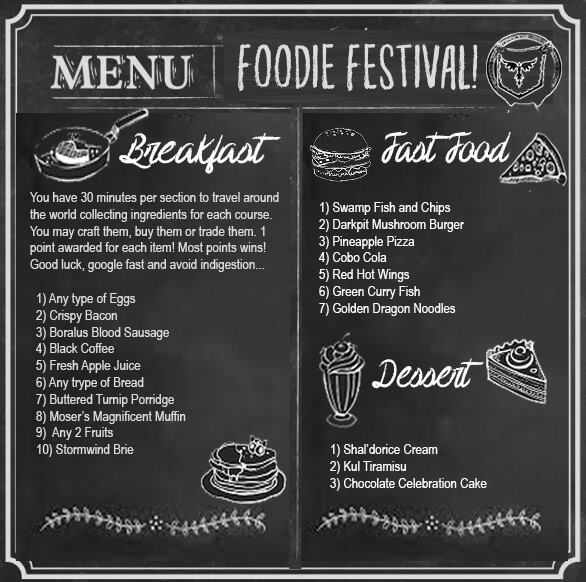 MENU
FOODIE FESTIVAL!
Breakfast
You have 30 minutes per section to travel around
the world collecting ingredients for each course.
You may craft them, buy them or trade them. 1
point awarded for each item! Most points wins!
Good luck, google fast and avoid indigestion...
1) Any type of Eggs
2) Crispy Bacon
3) Boralus Blood Sausage
4) Black Coffee
5) Fresh Apple Juice
6) Any trype of Bread
7) Buttered Turnip Porridge
8) Moser's Magnificent Muffin
9) Any 2 Fruits
10) Stormwind Brie
Fast Food
1) Swamp Fish and Chips
2) Darkpit Mushroom Burger
3) Pineapple Pizza
4) Cobo Cola
5) Red Hot Wings
6) Green Curry Fish
7) Golden Dragon Noodles
Dessert
1) Shal'dorice Cream
2) Kul Tiramisu
3) Chocolate Celebration Cake